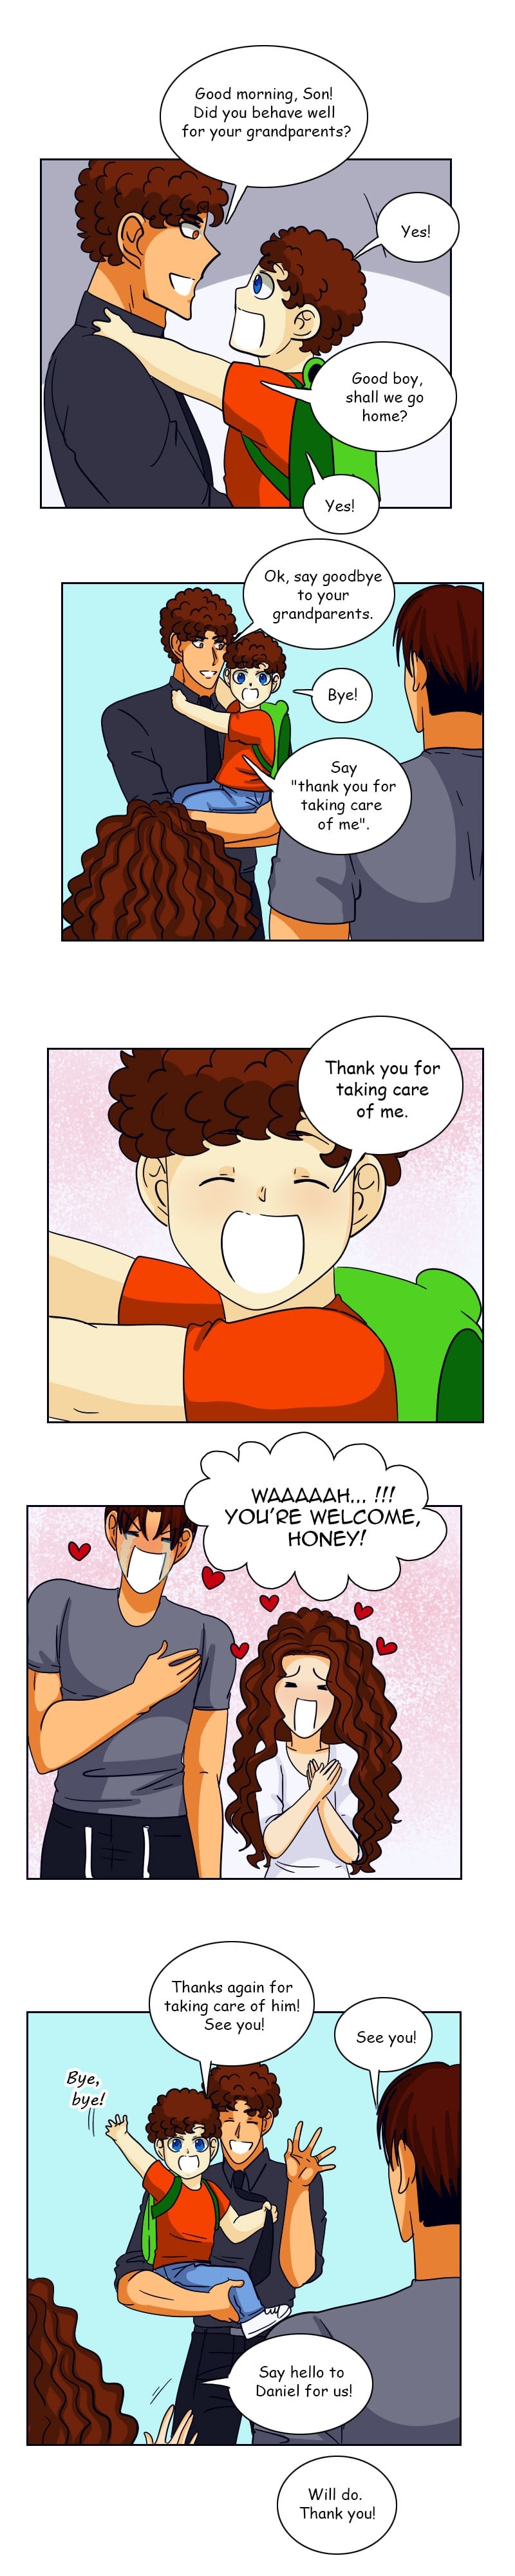 Good morning, Son!
Did you behave well
for your grandparents?
Yes!
Good boy,
shall we go
home?
Yes!
Ok, say goodbye
to your
grandparents.
Bye!
Say
"thank you for
taking care
of me".
Thank you for
taking care
of me.
WAAAAAH... !!!
YOU'RE WELCOME,
HONEY!
Thanks again for
taking care of him!
See you!
See you!
Bye,
bye!
Say hello to
Daniel for us!
Will do.
Thank you!